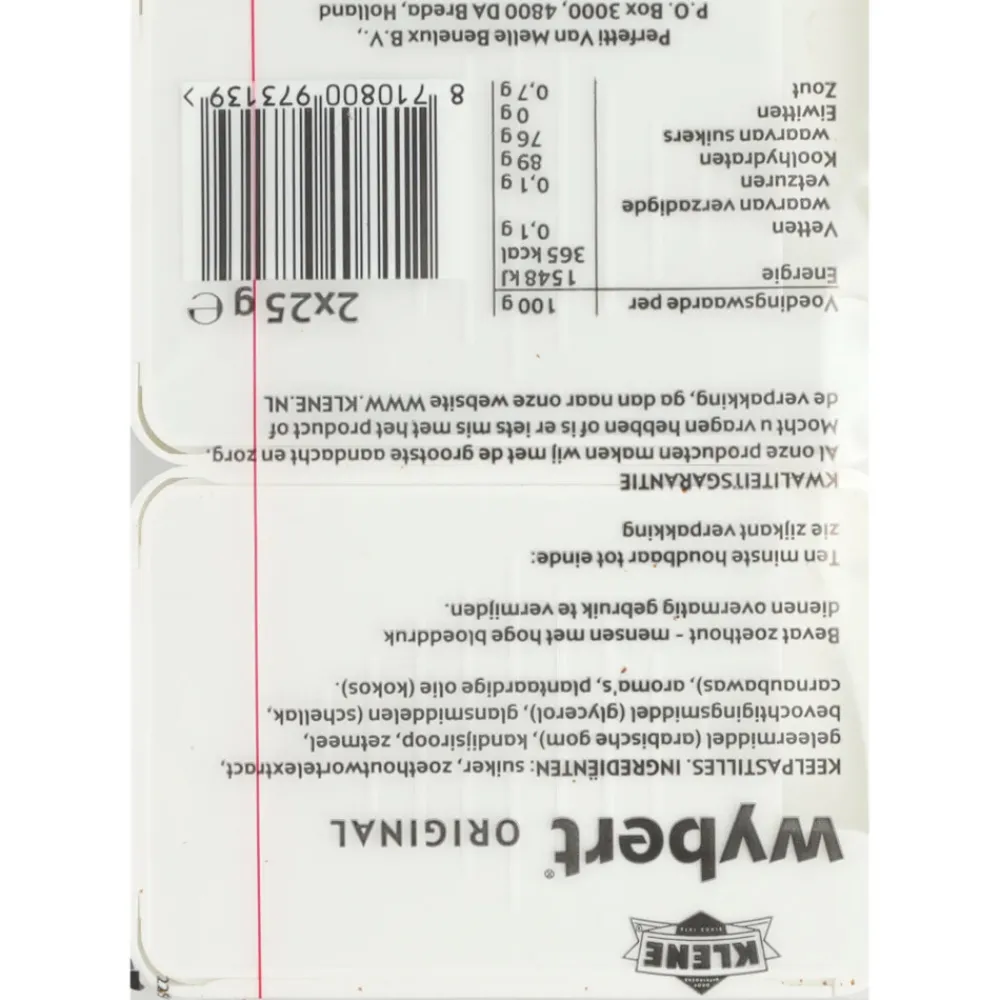 KLENE
wybert® ORIGINAL
KEELPASTILLES. INGREDIËNTEN: suiker, zoethoutwortelextract,
geleermiddel (arabische gom), kandijsiroop, zetmeel,
bevochtigingsmiddel (glycerol), glansmiddelen (schellak,
carnaubawas), aroma's, plantaardige olie (kokos).
Bevat zoethout - mensen met hoge bloeddruk
dienen overmatig gebruik te vermijden.
Ten minste houdbaar tot einde:
zie zijkant verpakking
KWALITEITSGARANTIE
Al onze producten maken wij met de grootste aandacht en zorg.
Mocht u vragen hebben of is er iets mis met het product of
de verpakking, ga dan naar onze website WWW.KLENE.NL
Voedingswaarde per 100 g
Energie 1548 kJ
365 kcal
Vetten 0,1 g
waarvan verzadigde
vetzuren 0,1 g
Koolhydraten 89 g
waarvan suikers 76 g
Eiwitten 0 g
Zout 0,7 g
2x25 g ℮
8 710800 973139 >
Perfetti Van Melle Benelux B.V.,
P.O. Box 3000, 4800 DA Breda, Holland